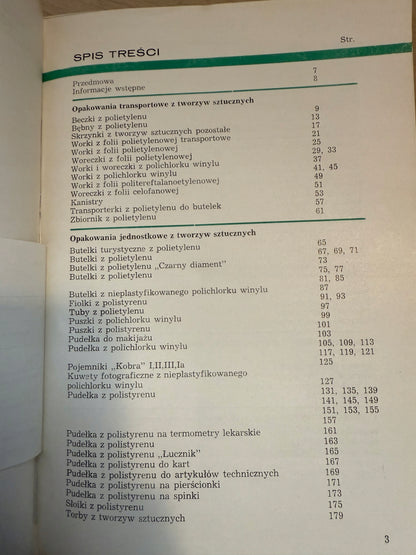 SPIS TREŚCI Str.
Przedmowa 7
Informacje wstępne 8
Opakowania transportowe z tworzyw sztucznych
Beczki z polietylenu 9
Bębny z polietylenu 13
Skrzynki z tworzyw sztucznych pozostałe 17
Worki z folii polietylenowej transportowe 21
Worki z folii polietylenowej 25
Woreczki z folii polietylenowej 29, 33
Worki i woreczki z polichlorku winylu 37
Worki z polichlorku winylu 41, 45
Worki z folii politereftalanoetylenowej 49
Woreczki z folii celofanowej 51
Kanistry 53
Transporterki z polietylenu do butelek 57
Zbiornik z polietylenu 61
Opakowania jednostkowe z tworzyw sztucznych
Butelki turystyczne z polietylenu 65
Butelki z polietylenu 67, 69, 71
Butelki z polietylenu „Czarny diament” 73
Butelki z polietylenu 75, 77
81, 85
Butelki z nieplastyfikowanego polichlorku winylu 87
Fiolki z polistyrenu 91, 93
Tuby z polietylenu 97
Puszki z polichlorku winylu 99
Puszki z polistyrenu 101
Pudełka do makijażu 103
Pudełka z polichlorku winylu 105, 109, 113
117, 119, 121
Pojemniki „Kobra” I,II,III,Ia 125
Kuwety fotograficzne z nieplastyfikowanego
polichlorku winylu 127
Pudełka z polistyrenu 131, 135, 139
141, 145, 149
151, 153, 155
157
Pudełka z polistyrenu na termometry lekarskie 161
Pudełka z polistyrenu 163
Pudełka z polistyrenu „Łucznik” 165
Pudełka z polistyrenu do kart 167
Pudełka z polistyrenu do artykułów technicznych 169
Pudełka z polistyrenu na pierścionki 171
Pudełka z polistyrenu na spinki 173
Słoiki z polistyrenu 175
Torby z tworzyw sztucznych 179
3